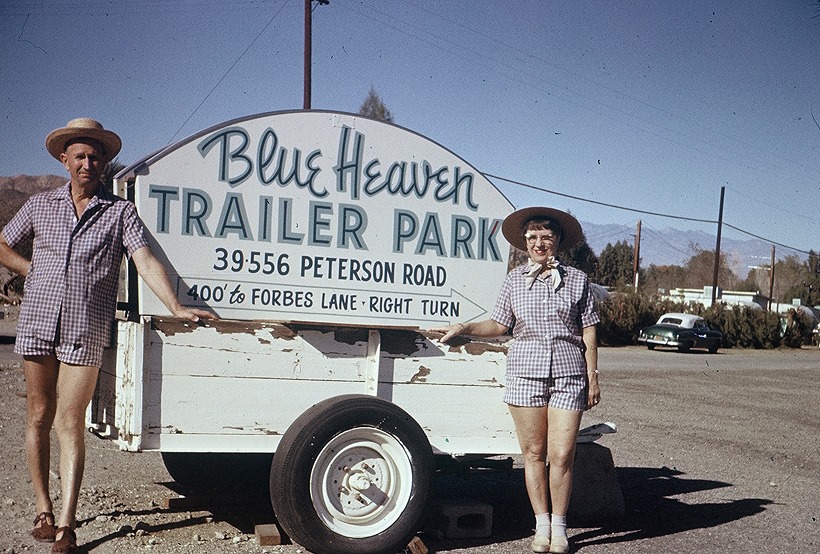 Blue Heaven
TRAILER PARK
39·556 PETERSON ROAD
400' to FORBES LANE · RIGHT TURN